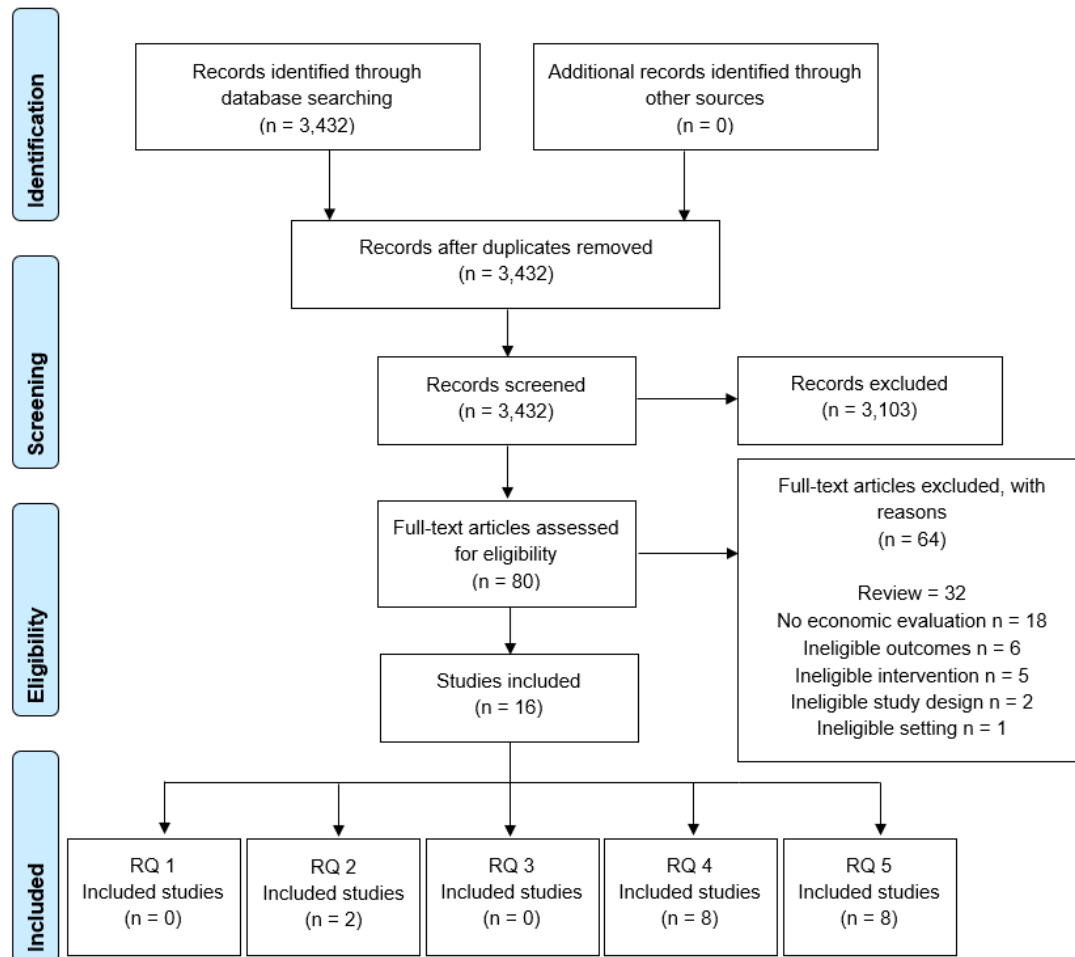 Identification
Records identified through
database searching
(n = 3,432)
Additional records identified through
other sources
(n = 0)
Records after duplicates removed
(n = 3,432)
Screening
Records screened
(n = 3,432)
Records excluded
(n = 3,103)
Eligibility
Full-text articles assessed
for eligibility
(n = 80)
Full-text articles excluded, with
reasons
(n = 64)
Review = 32
No economic evaluation n = 18
Ineligible outcomes n = 6
Ineligible intervention n = 5
Ineligible study design n = 2
Ineligible setting n = 1
Studies included
(n = 16)
Included
RQ 1
Included studies
(n = 0)
RQ 2
Included studies
(n = 2)
RQ 3
Included studies
(n = 0)
RQ 4
Included studies
(n = 8)
RQ 5
Included studies
(n = 8)